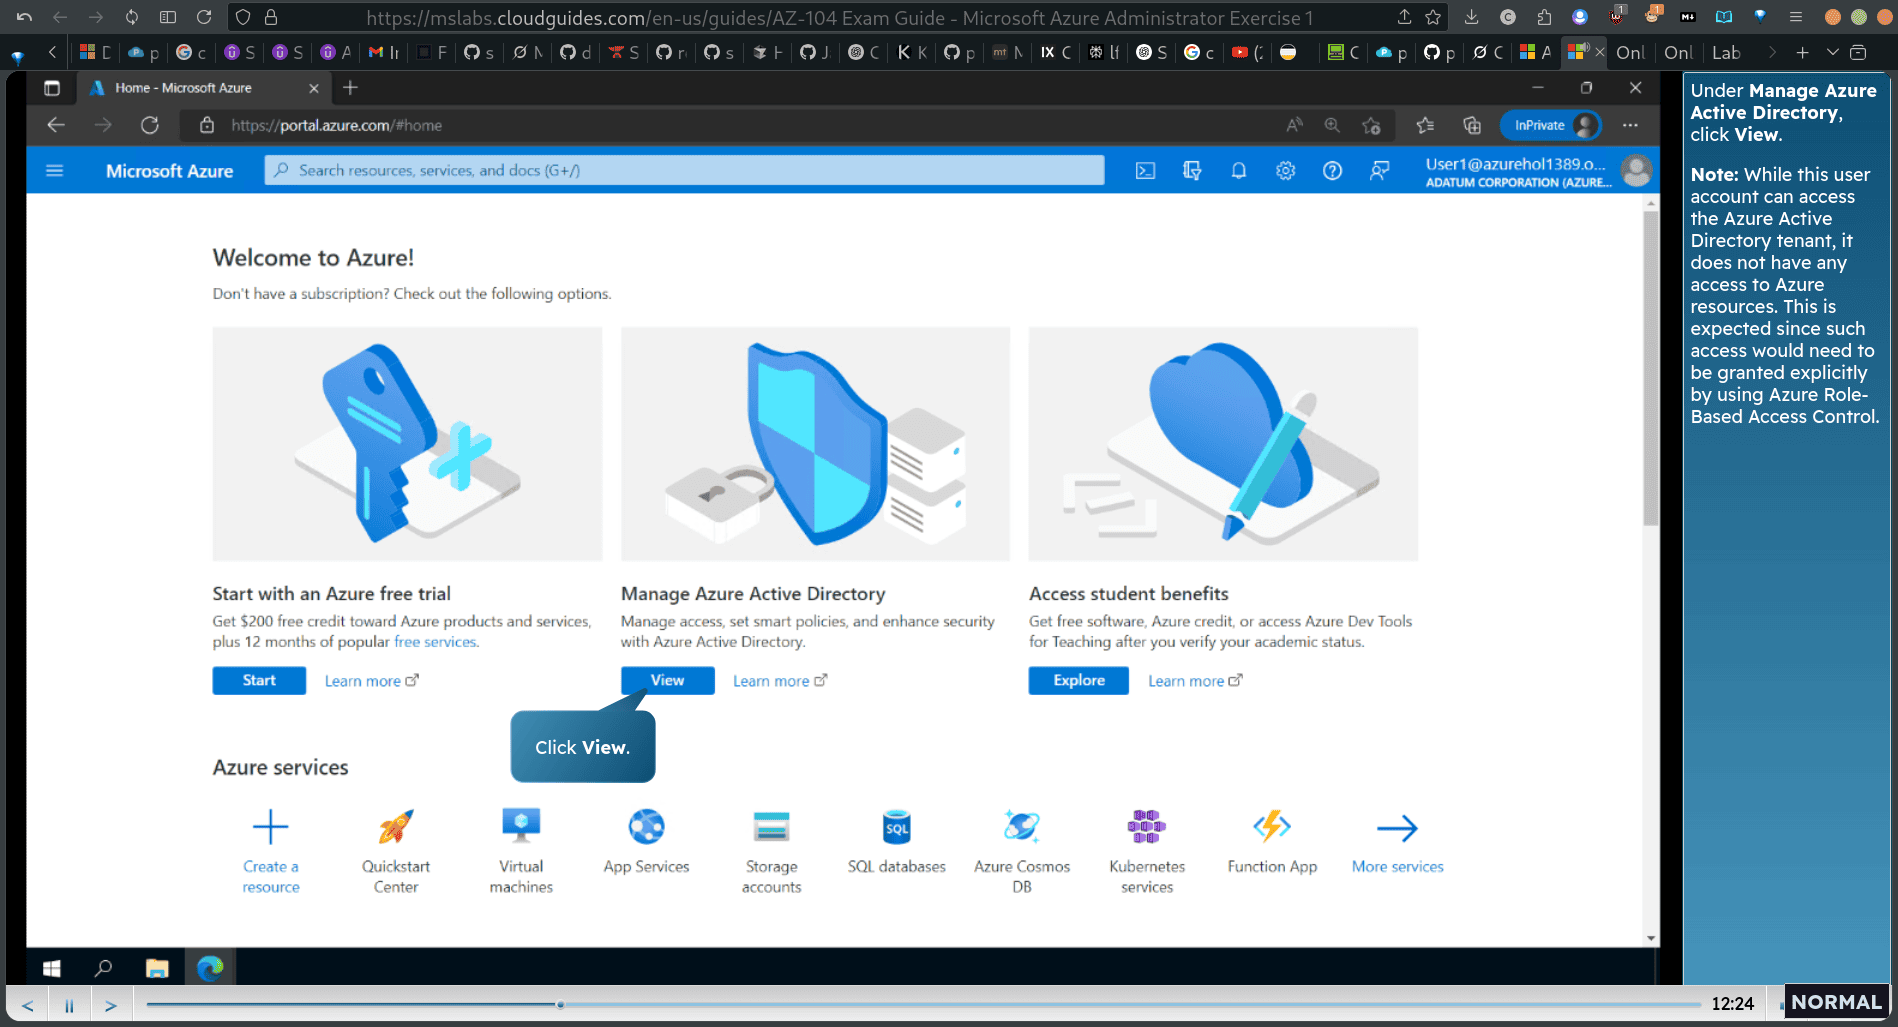 https://mslabs.cloudguides.com/en-us/guides/AZ-104 Exam Guide - Microsoft Azure Administrator Exercise 1
Onl
Onl
Lab
Home - Microsoft Azure
https://portal.azure.com/#home
InPrivate
Microsoft Azure
Search resources, services, and docs (G+/)
User1@azurehol1389.o...
ADATUM CORPORATION (AZURE...
Welcome to Azure!
Don't have a subscription? Check out the following options.
Start with an Azure free trial
Get $200 free credit toward Azure products and services,
plus 12 months of popular free services.
Start
Learn more
Manage Azure Active Directory
Manage access, set smart policies, and enhance security
with Azure Active Directory.
View
Learn more
Access student benefits
Get free software, Azure credit, or access Azure Dev Tools
for Teaching after you verify your academic status.
Explore
Learn more
Click View.
Azure services
Create a
resource
Quickstart
Center
Virtual
machines
App Services
Storage
accounts
SQL
SQL databases
Azure Cosmos
DB
Kubernetes
services
Function App
More services
Under Manage Azure
Active Directory,
click View.
Note: While this user
account can access
the Azure Active
Directory tenant, it
does not have any
access to Azure
resources. This is
expected since such
access would need to
be granted explicitly
by using Azure Role-
Based Access Control.
12:24
NORMAL